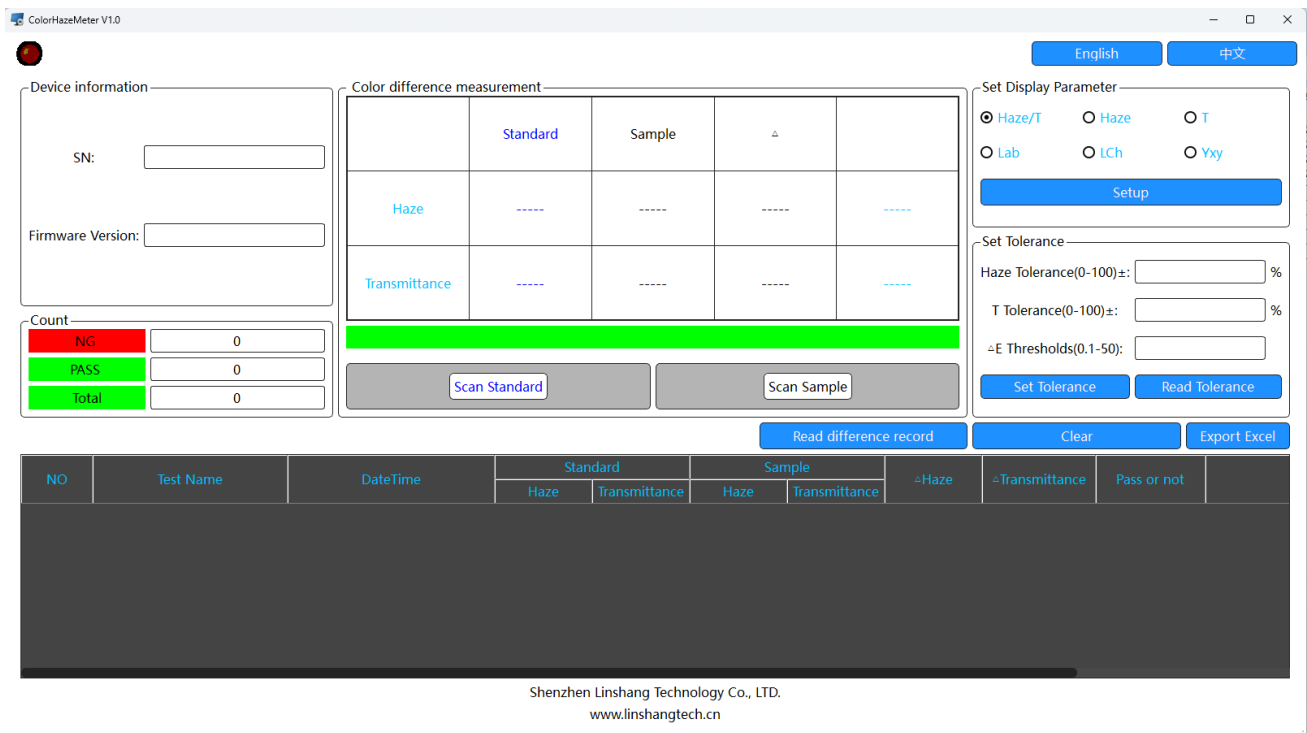 ColorHazeMeter V1.0
English 中文
Device information
SN:
Firmware Version:
Count
NG 0
PASS 0
Total 0
Color difference measurement
Standard Sample △
Haze ----- ----- ----- -----
Transmittance ----- ----- ----- -----
Scan Standard Scan Sample
Set Display Parameter
Haze/T Haze T
Lab LCh Yxy
Setup
Set Tolerance
Haze Tolerance(0-100)±: %
T Tolerance(0-100)±: %
△E Thresholds(0.1-50):
Set Tolerance Read Tolerance
Read difference record Clear Export Excel
NO Test Name DateTime Standard Sample △Haze △Transmittance Pass or not
Haze Transmittance Haze Transmittance
Shenzhen Linshang Technology Co., LTD.
www.linshangtech.cn